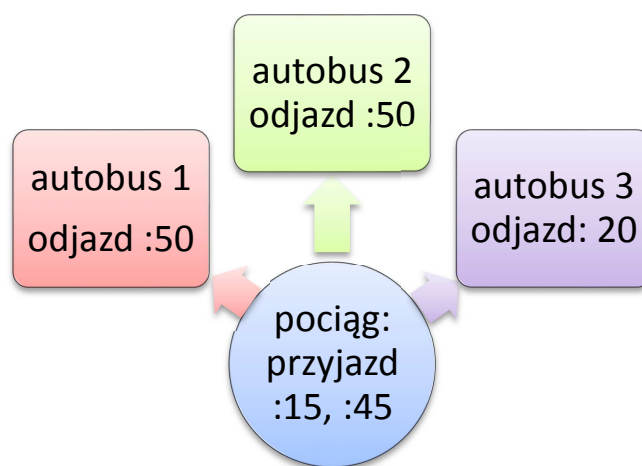 autobus 2
odjazd :50
autobus 1
odjazd :50
autobus 3
odjazd: 20
pociąg:
przyjazd
:15, :45